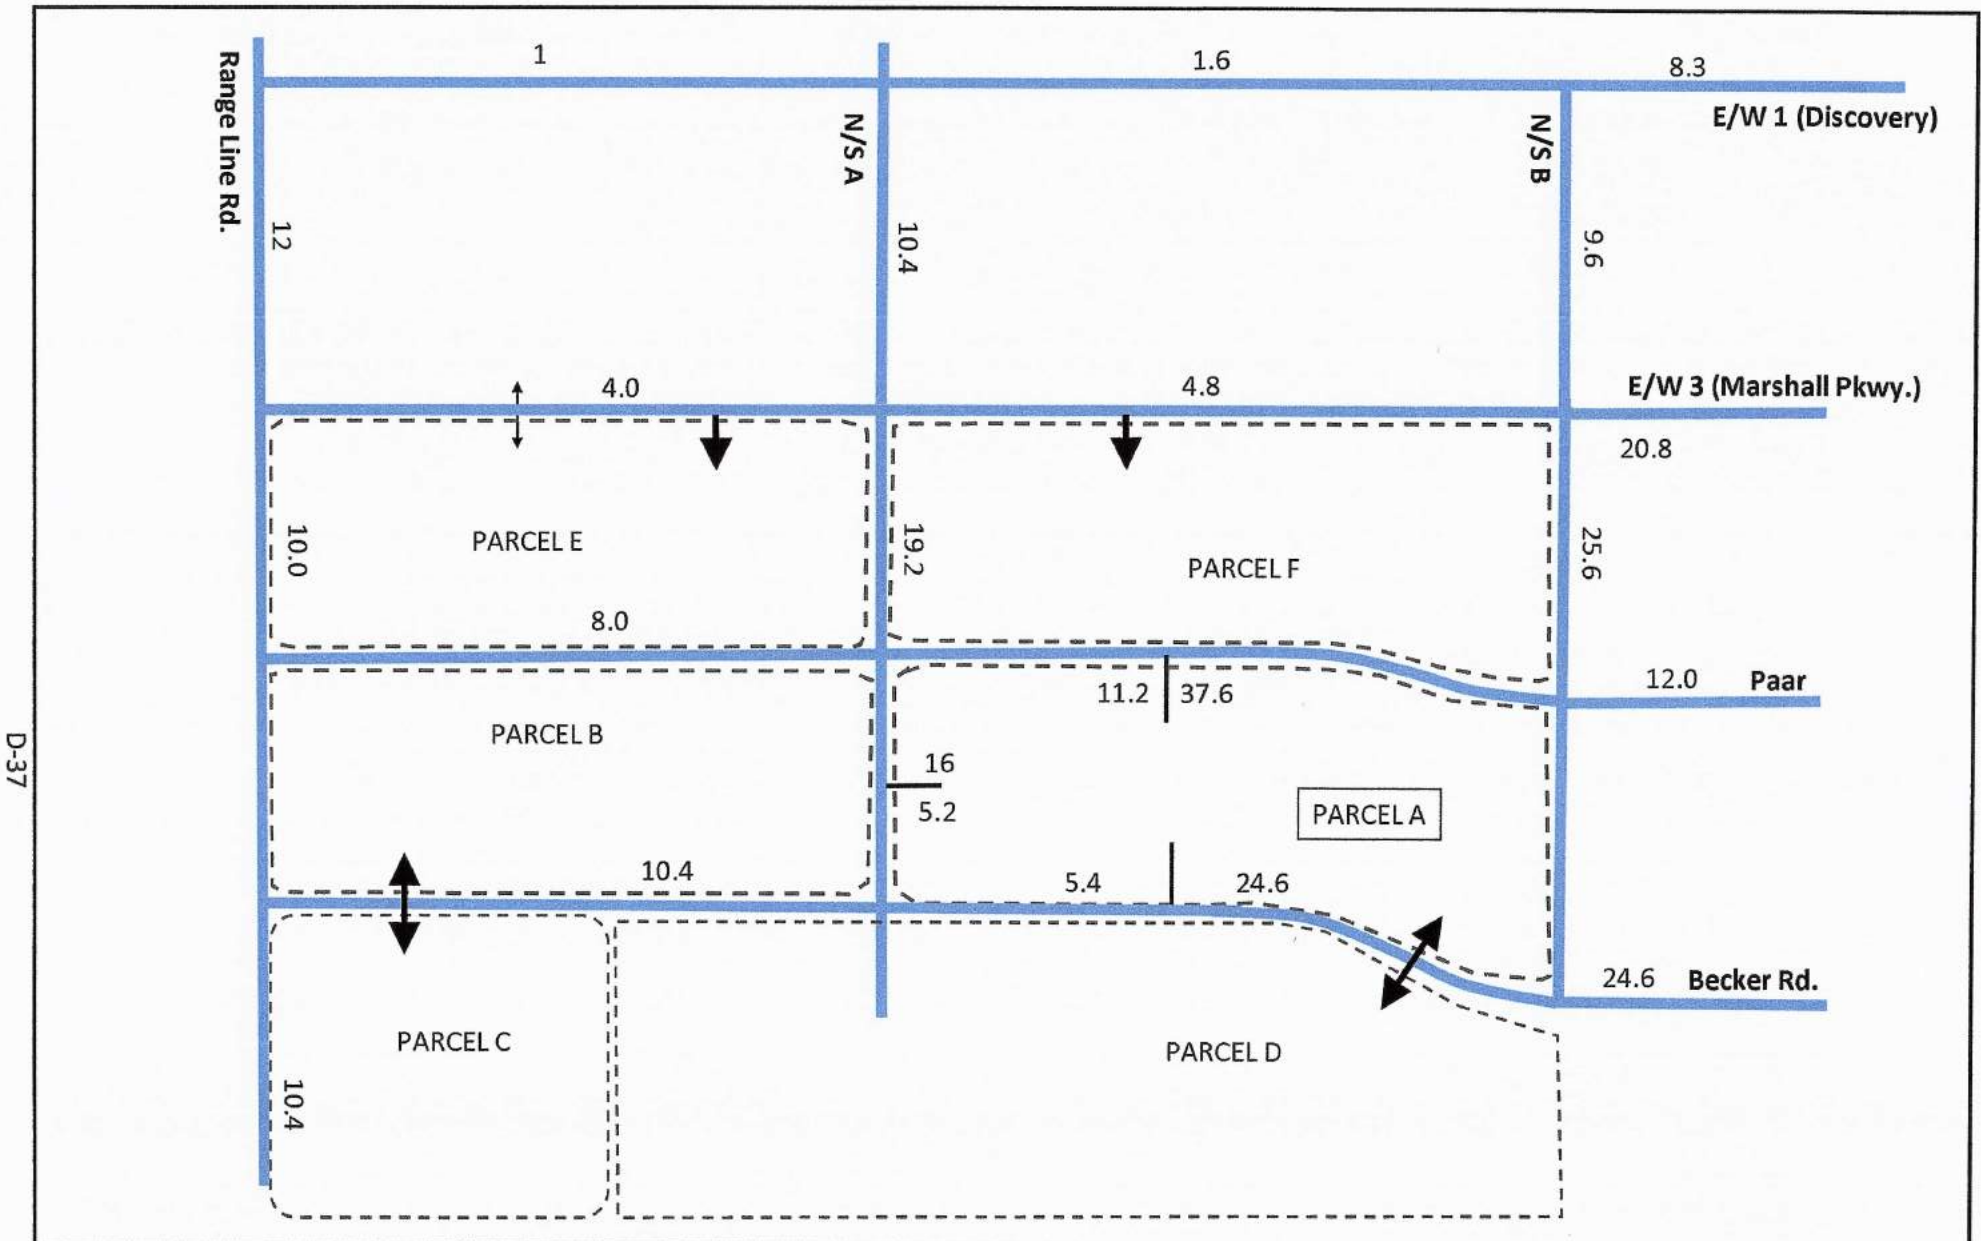 1
1.6
8.3
E/W 1 (Discovery)
Range Line Rd.
N/S A
N/S B
12
10.4
9.6
4.0
4.8
E/W 3 (Marshall Pkwy.)
20.8
10.0
PARCEL E
19.2
PARCEL F
25.6
8.0
11.2
37.6
12.0
Paar
PARCEL B
16
5.2
PARCEL A
D-37
10.4
5.4
24.6
24.6
Becker Rd.
PARCEL C
PARCEL D
10.4